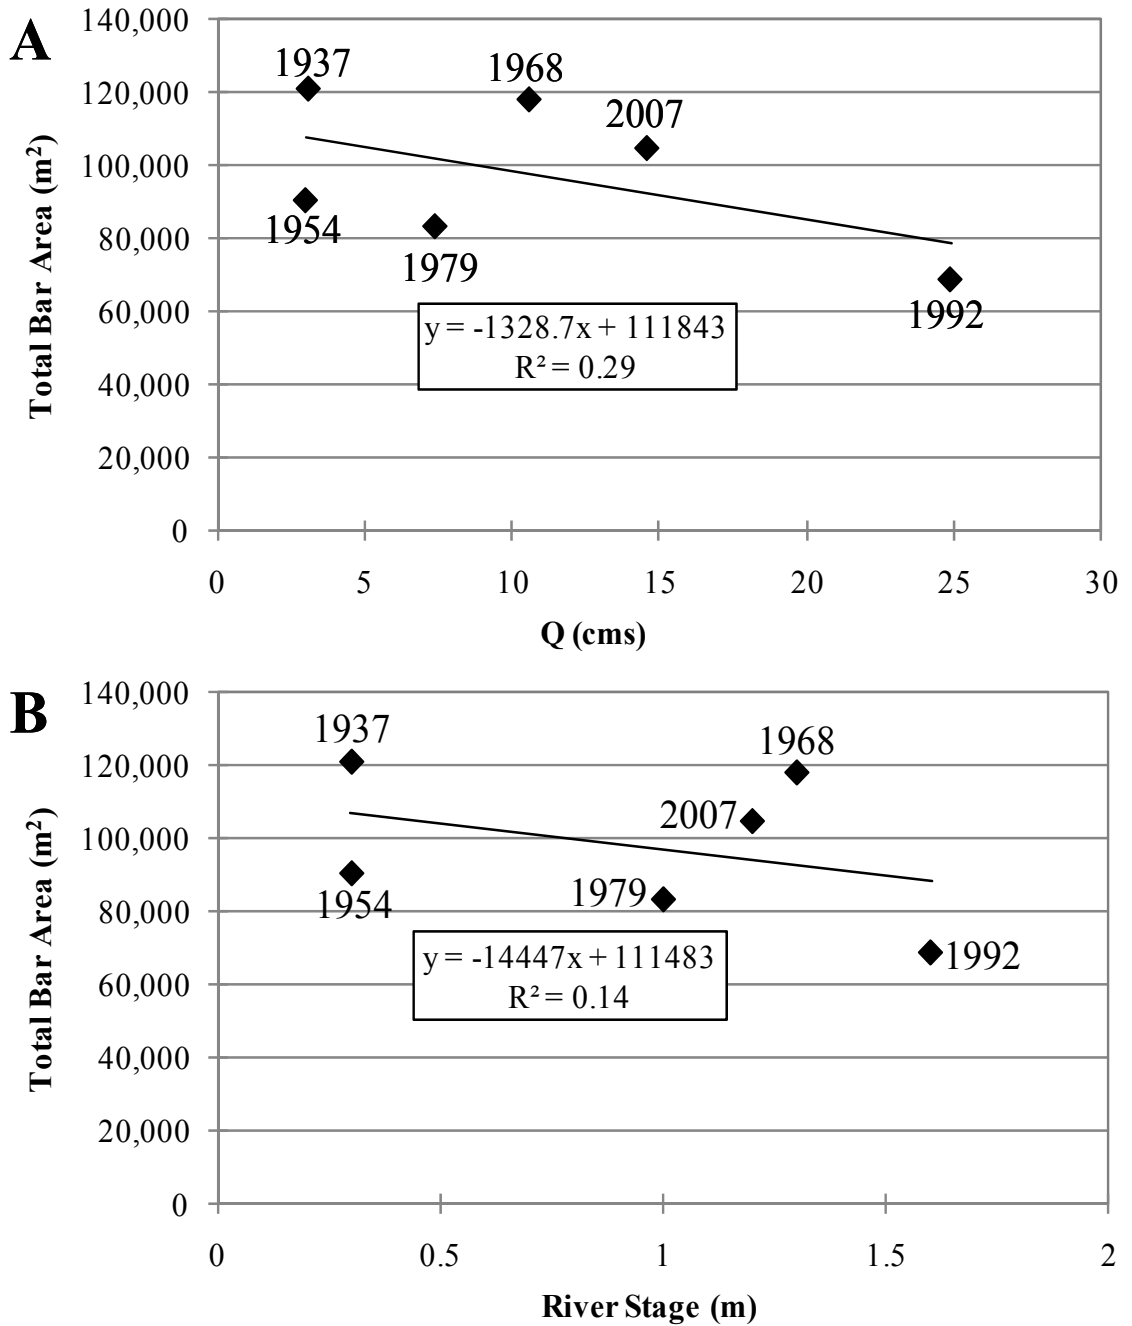 A
140,000
120,000
100,000
80,000
60,000
40,000
20,000
0
Total Bar Area (m²)
1937
1968
2007
1954
1979
1992
y = -1328.7x + 111843
R² = 0.29
0 5 10 15 20 25 30
Q (cms)
B
140,000
120,000
100,000
80,000
60,000
40,000
20,000
0
Total Bar Area (m²)
1937
1968
2007
1954
1979
1992
y = -14447x + 111483
R² = 0.14
0 0.5 1 1.5 2
River Stage (m)